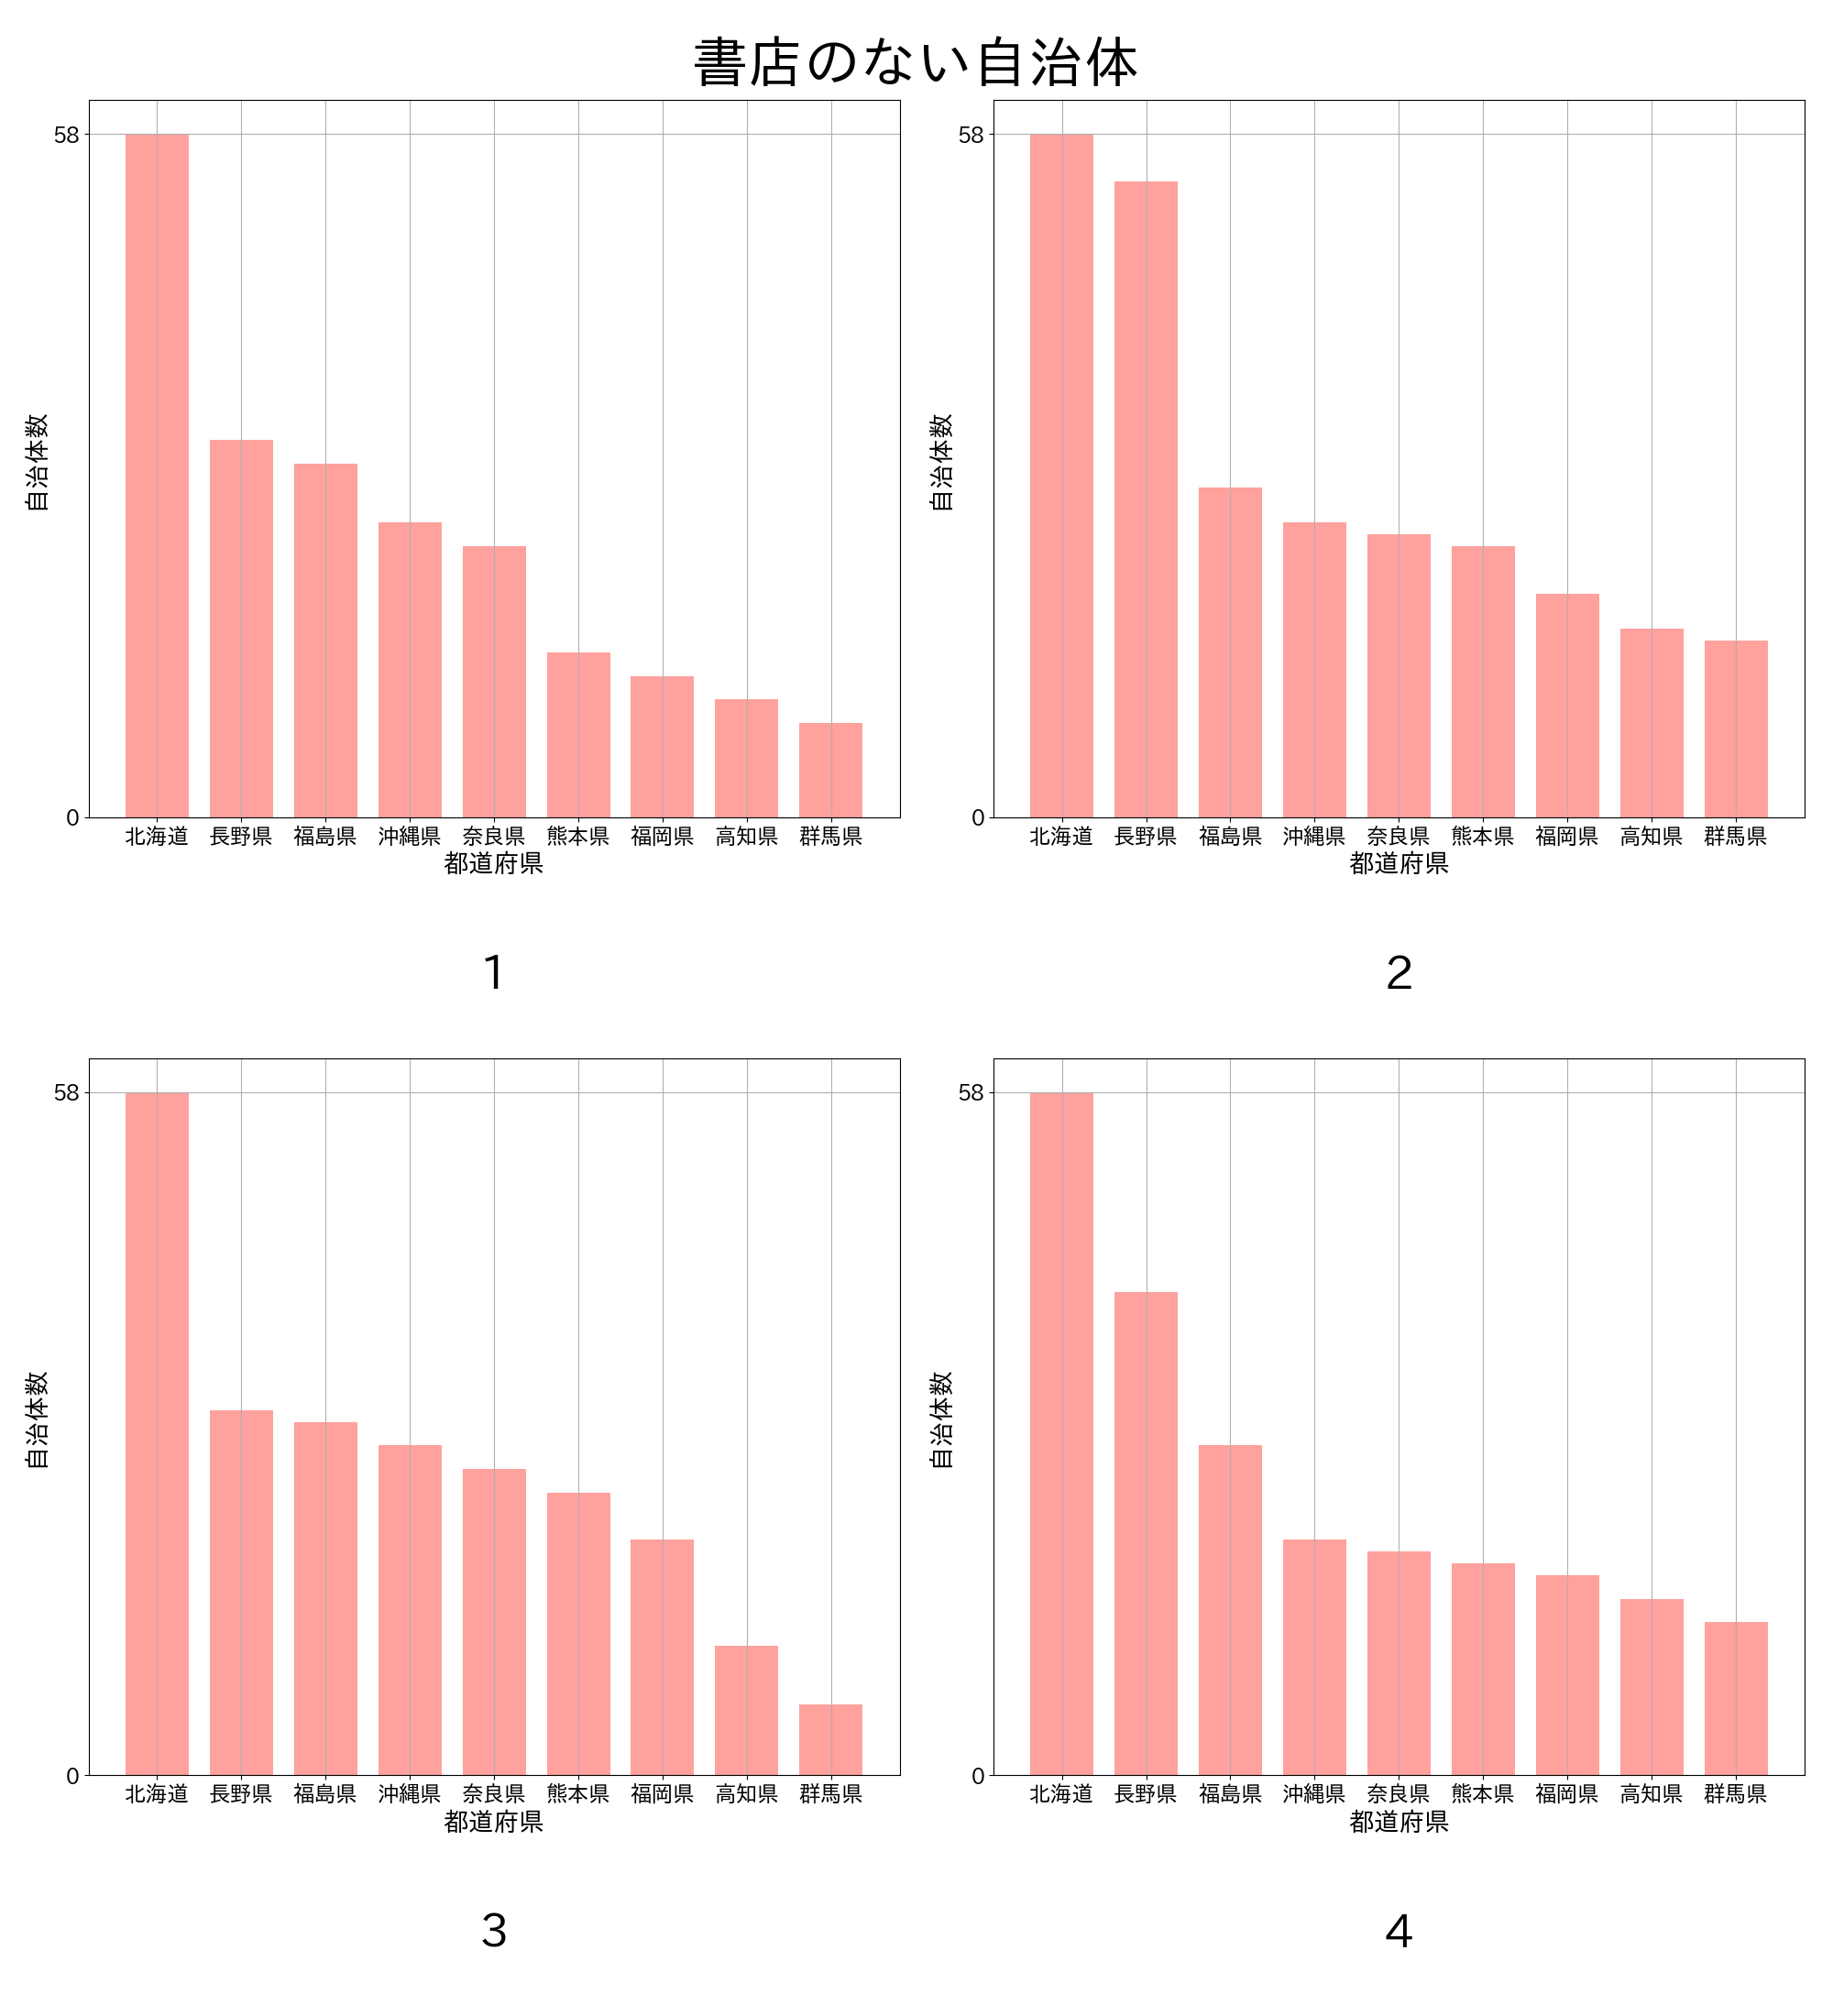 書店のない自治体
58
0
自治体数
北海道 長野県 福島県 沖縄県 奈良県 熊本県 福岡県 高知県 群馬県
都道府県
1
58
0
自治体数
北海道 長野県 福島県 沖縄県 奈良県 熊本県 福岡県 高知県 群馬県
都道府県
2
58
0
自治体数
北海道 長野県 福島県 沖縄県 奈良県 熊本県 福岡県 高知県 群馬県
都道府県
3
58
0
自治体数
北海道 長野県 福島県 沖縄県 奈良県 熊本県 福岡県 高知県 群馬県
都道府県
4